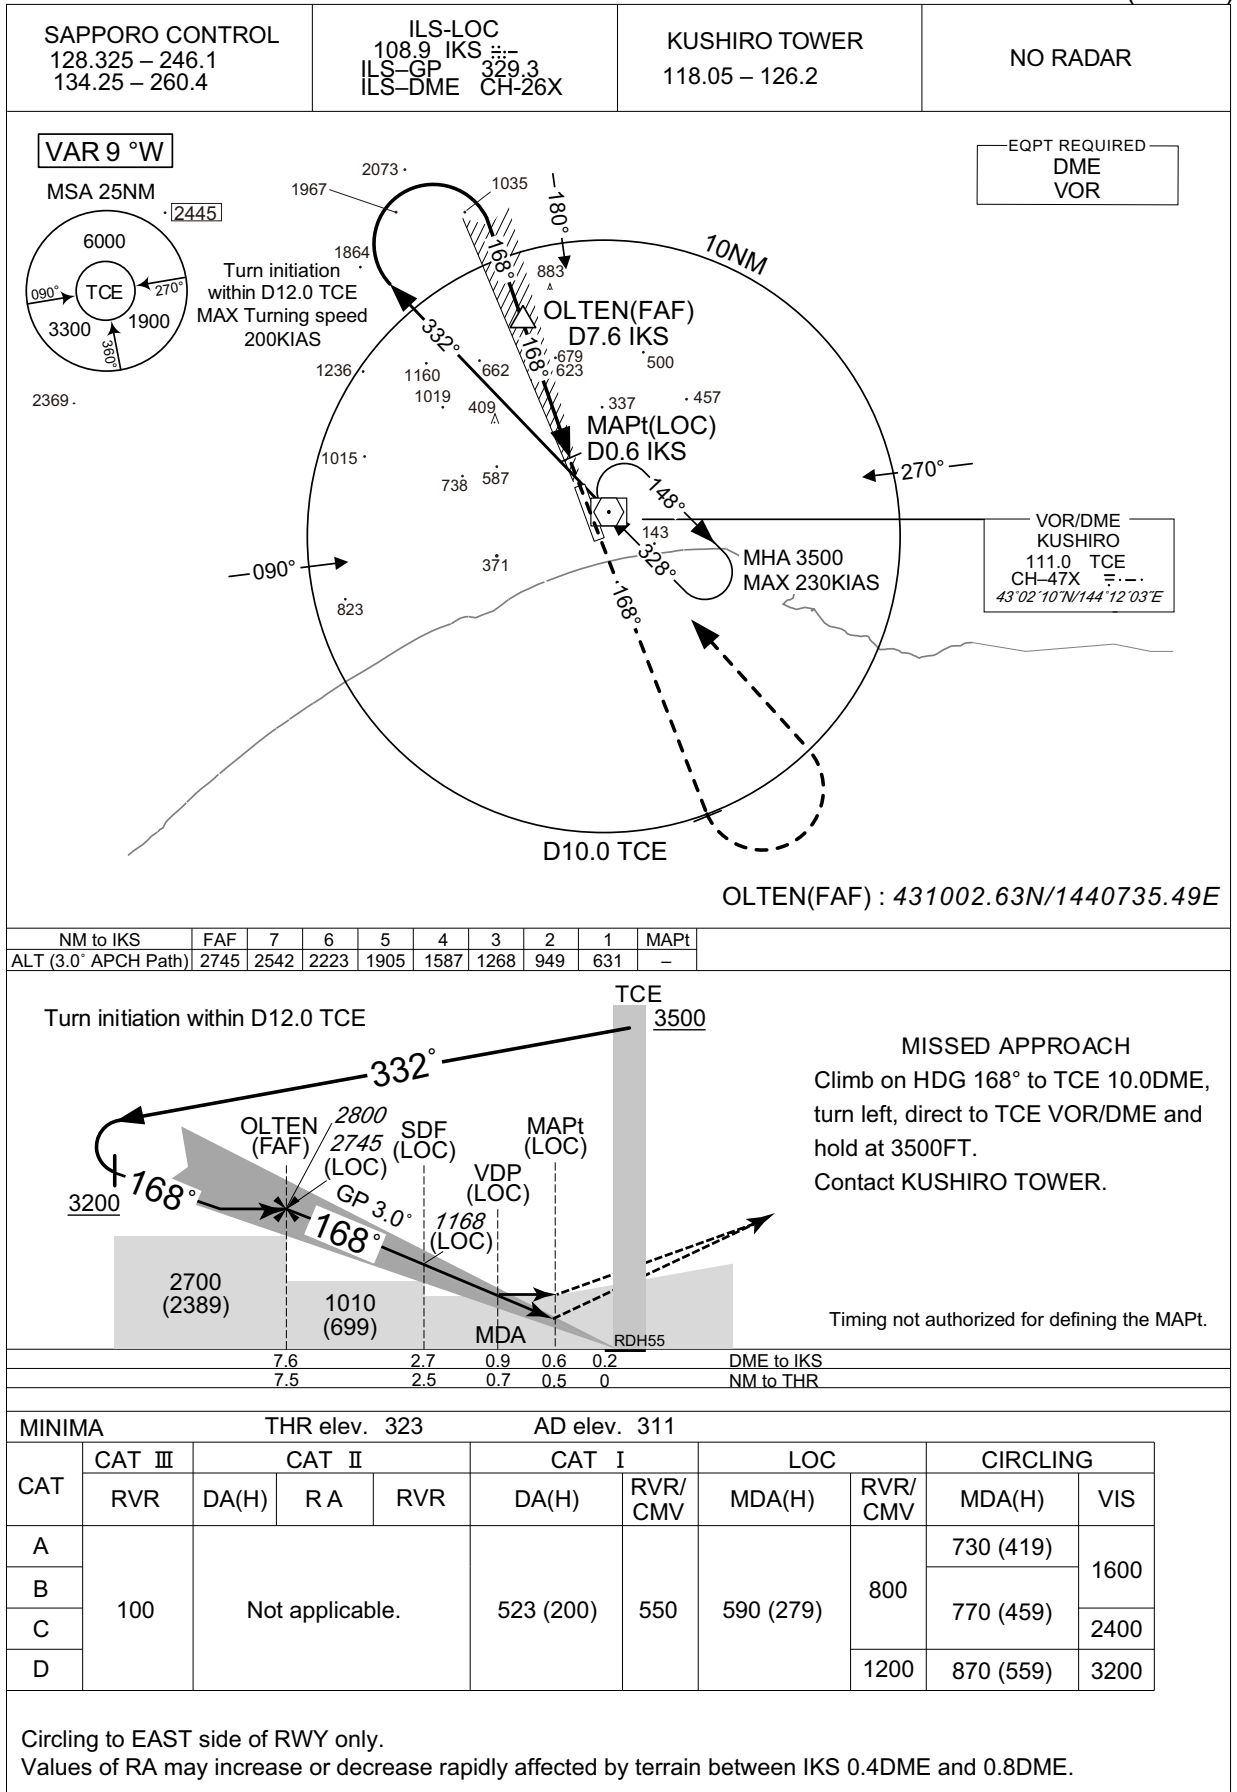 SAPPORO CONTROL
128.325 – 246.1
134.25 – 260.4
ILS-LOC
108.9 IKS
ILS–GP 329.3
ILS–DME CH-26X
KUSHIRO TOWER
118.05 – 126.2
NO RADAR
VAR 9 °W
MSA 25NM
6000
TCE
090°
270°
3300
1900
360°
2445
2369
EQPT REQUIRED
DME
VOR
2073
1967
1035
1864
Turn initiation
within D12.0 TCE
MAX Turning speed
200KIAS
180°
10NM
168°
883
OLTEN(FAF)
D7.6 IKS
332°
168°
679
623
500
1236
1160
662
1019
409
337
457
MAPt(LOC)
D0.6 IKS
1015
738
587
148°
270°
143
328°
MHA 3500
MAX 230KIAS
VOR/DME
KUSHIRO
111.0 TCE
CH–47X
43°02´10˝N/144°12´03˝E
090°
371
823
168°
D10.0 TCE
OLTEN(FAF) : 431002.63N/1440735.49E
NM to IKS FAF 7 6 5 4 3 2 1 MAPt
ALT (3.0° APCH Path) 2745 2542 2223 1905 1587 1268 949 631 –
Turn initiation within D12.0 TCE
TCE
3500
332°
OLTEN
(FAF)
2800
2745
(LOC)
SDF
(LOC)
MAPt
(LOC)
VDP
(LOC)
3200
168°
GP 3.0°
168°
1168
(LOC)
2700
(2389)
1010
(699)
MDA
RDH55
MISSED APPROACH
Climb on HDG 168° to TCE 10.0DME,
turn left, direct to TCE VOR/DME and
hold at 3500FT.
Contact KUSHIRO TOWER.
Timing not authorized for defining the MAPt.
7.6 2.7 0.9 0.6 0.2 DME to IKS
7.5 2.5 0.7 0.5 0 NM to THR
MINIMA THR elev. 323 AD elev. 311
CAT CAT Ⅲ CAT Ⅱ CAT Ⅰ LOC CIRCLING
RVR DA(H) RA RVR DA(H) RVR/CMV MDA(H) RVR/CMV MDA(H) VIS
A 730 (419)
1600
B
100 Not applicable. 523 (200) 550 590 (279) 800 770 (459)
C 2400
D 1200 870 (559) 3200
Circling to EAST side of RWY only.
Values of RA may increase or decrease rapidly affected by terrain between IKS 0.4DME and 0.8DME.